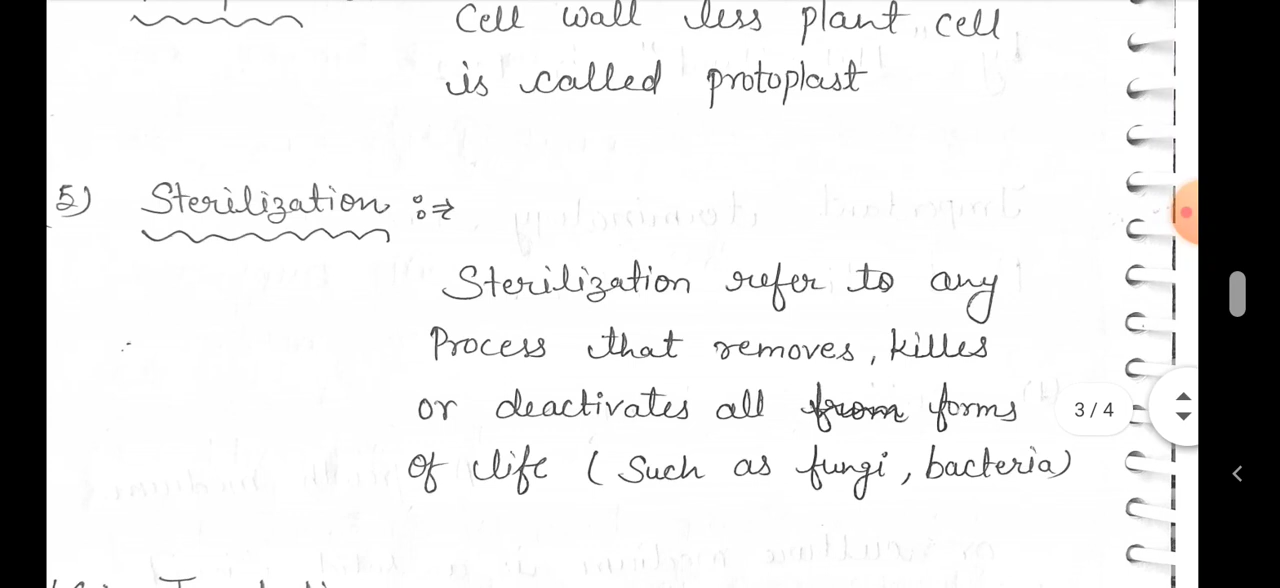 Cell wall less plant cell
is called protoplast
5) Sterilization :⇒
Sterilization refer to any
Process that removes, killes
or deactivates all from forms
of life (Such as fungi, bacteria)
3/4